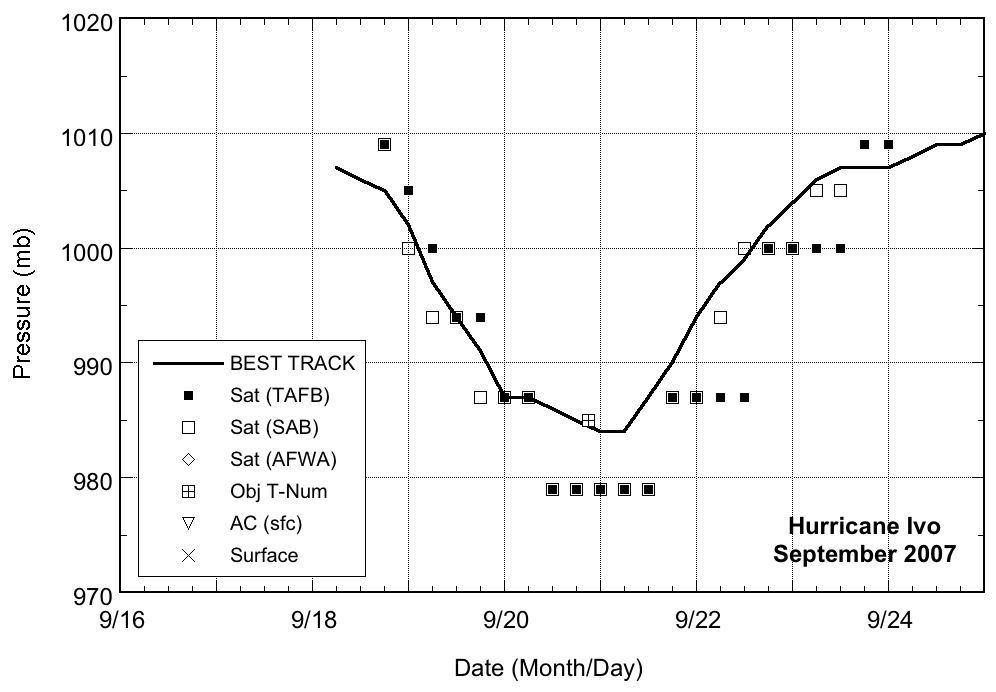 1020
1010
1000
990
980
970
Pressure (mb)
BEST TRACK
Sat (TAFB)
Sat (SAB)
Sat (AFWA)
Obj T-Num
AC (sfc)
Surface
Hurricane Ivo
September 2007
9/16
9/18
9/20
9/22
9/24
Date (Month/Day)